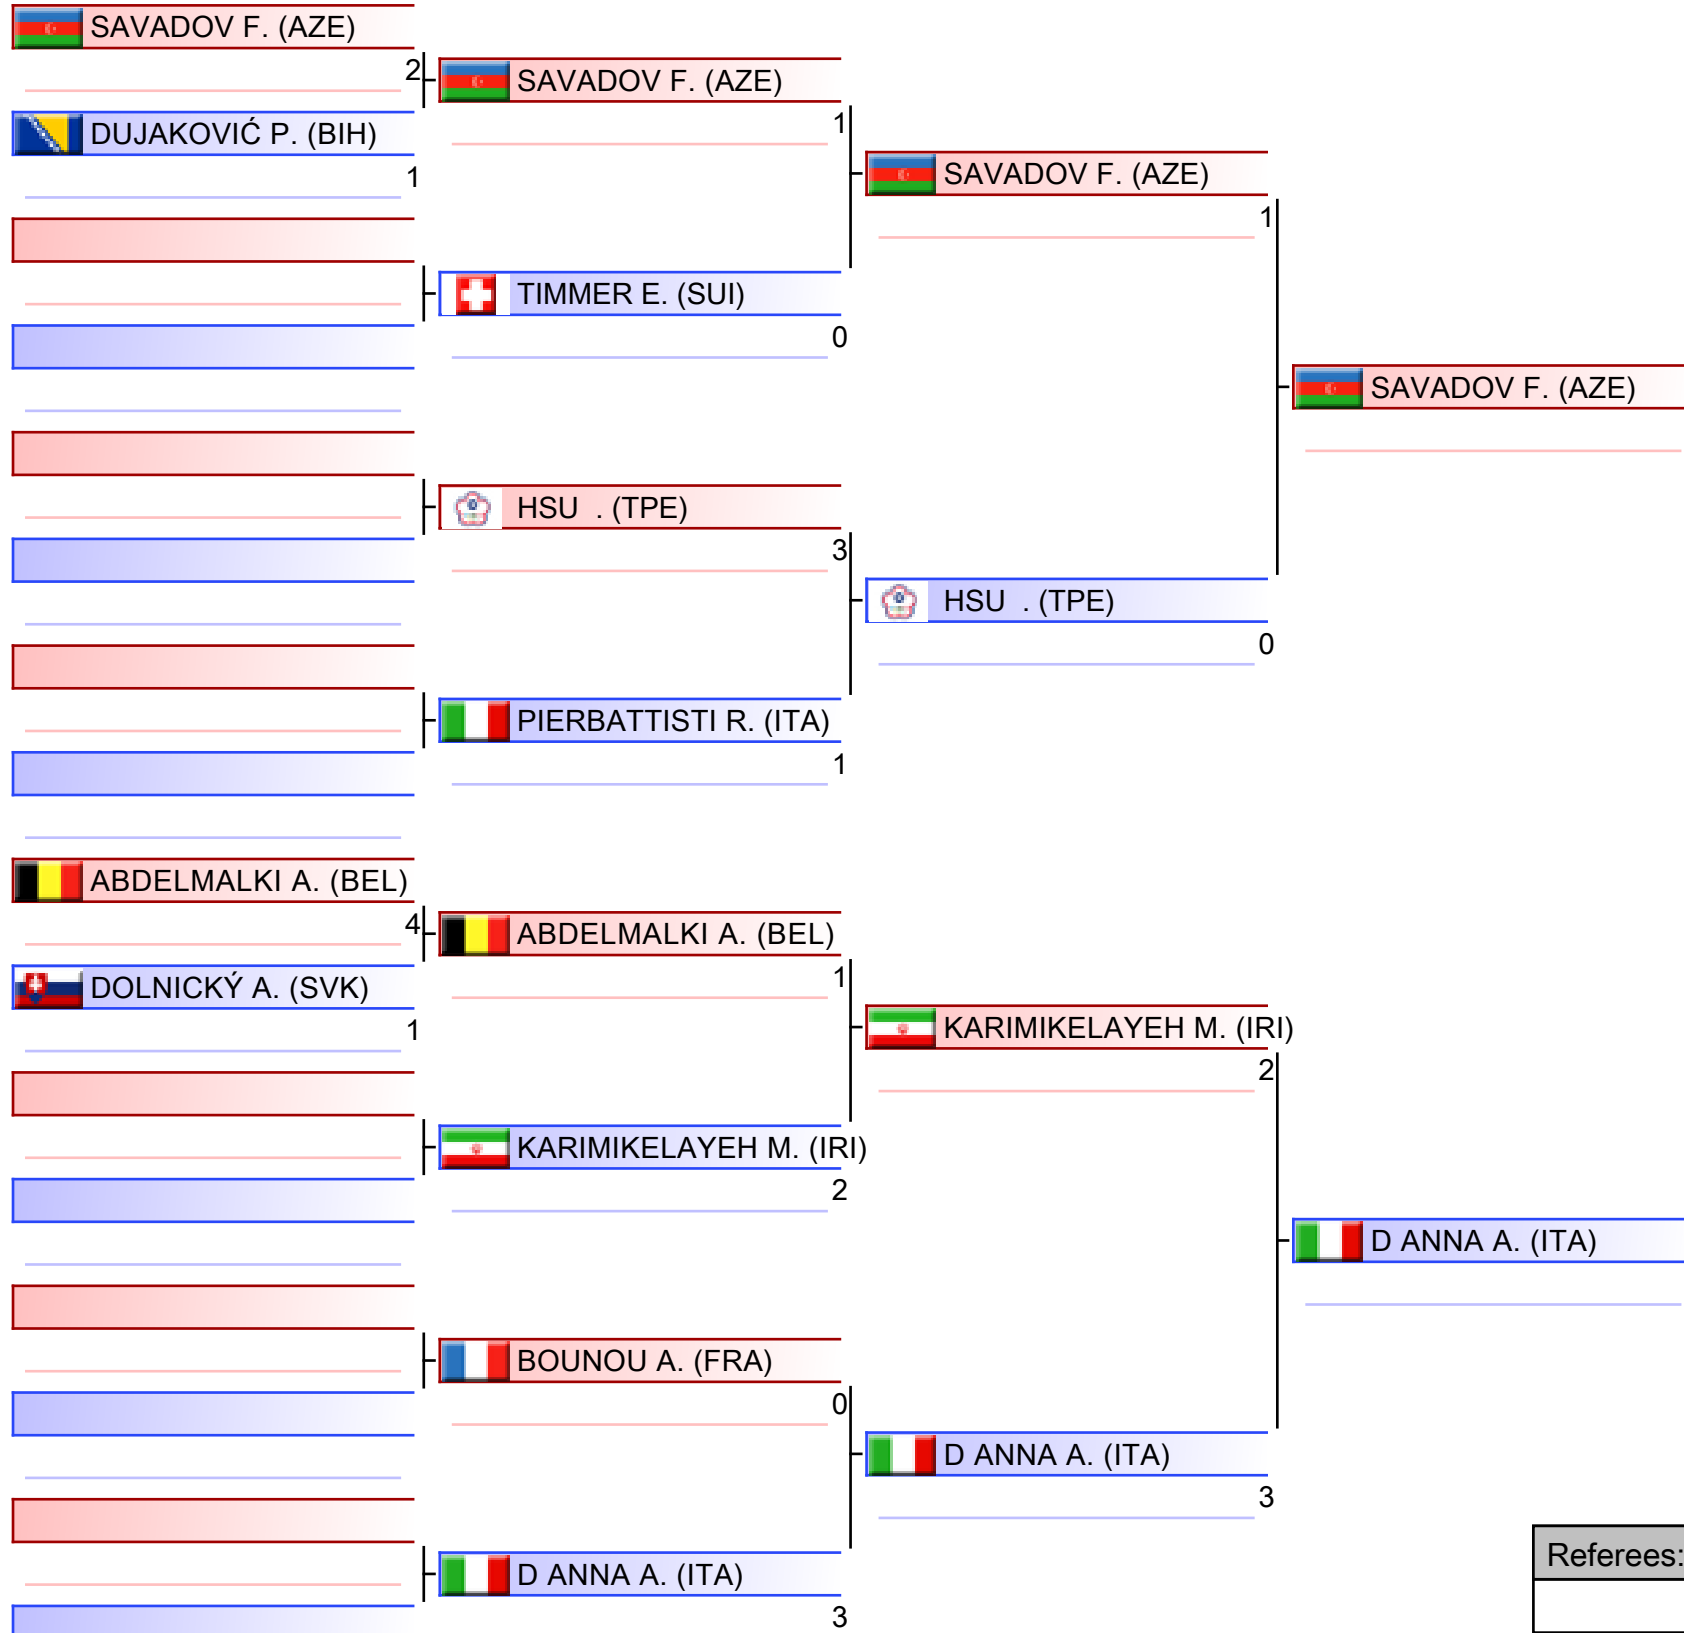 SAVADOV F. (AZE)
2
DUJAKOVIĆ P. (BIH)
1
ABDELMALKI A. (BEL)
4
DOLNICKÝ A. (SVK)
1
SAVADOV F. (AZE)
1
TIMMER E. (SUI)
0
HSU . (TPE)
3
PIERBATTISTI R. (ITA)
1
ABDELMALKI A. (BEL)
1
KARIMIKELAYEH M. (IRI)
2
BOUNOU A. (FRA)
0
D ANNA A. (ITA)
3
SAVADOV F. (AZE)
1
HSU . (TPE)
0
KARIMIKELAYEH M. (IRI)
2
D ANNA A. (ITA)
3
SAVADOV F. (AZE)
D ANNA A. (ITA)
Referees: